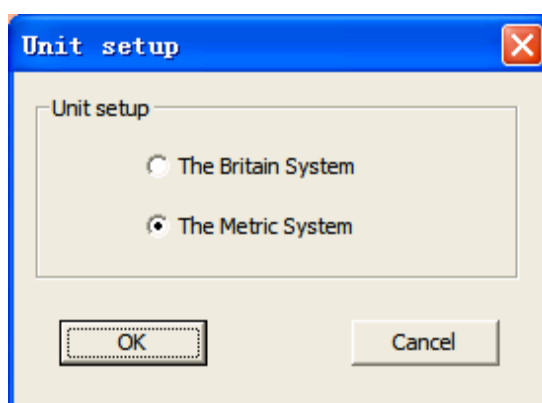 Unit setup
Unit setup
The Britain System
The Metric System
OK Cancel